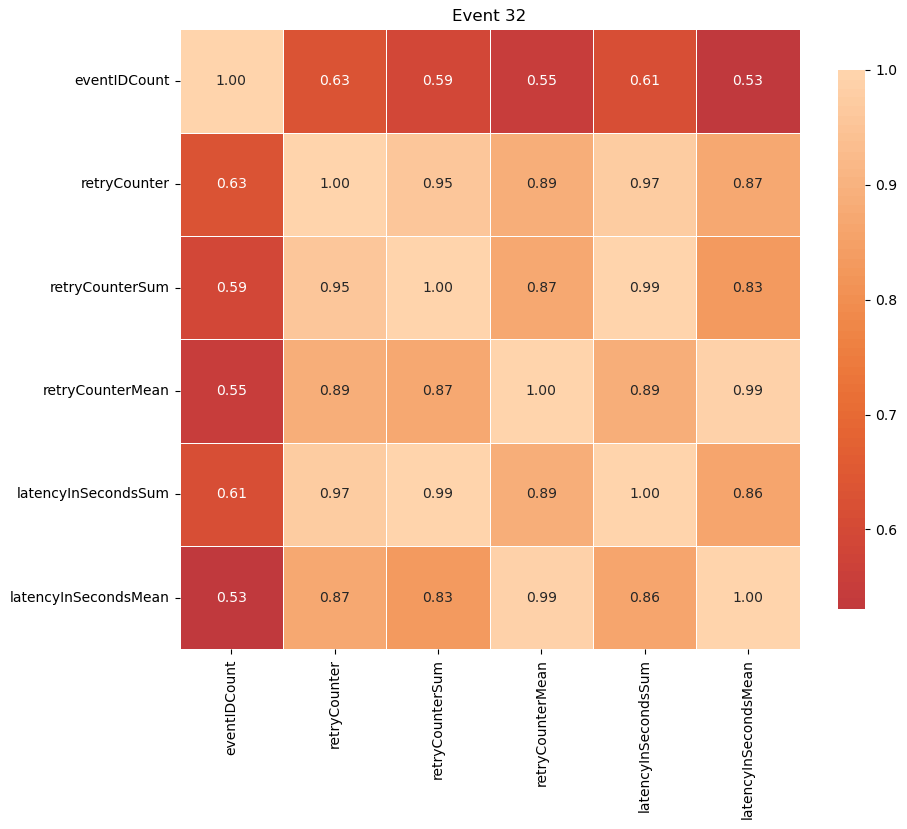 Event 32
eventIDCount 1.00 0.63 0.59 0.55 0.61 0.53
retryCounter 0.63 1.00 0.95 0.89 0.97 0.87
retryCounterSum 0.59 0.95 1.00 0.87 0.99 0.83
retryCounterMean 0.55 0.89 0.87 1.00 0.89 0.99
latencyInSecondsSum 0.61 0.97 0.99 0.89 1.00 0.86
latencyInSecondsMean 0.53 0.87 0.83 0.99 0.86 1.00
eventIDCount
retryCounter
retryCounterSum
retryCounterMean
latencyInSecondsSum
latencyInSecondsMean
1.0
0.9
0.8
0.7
0.6